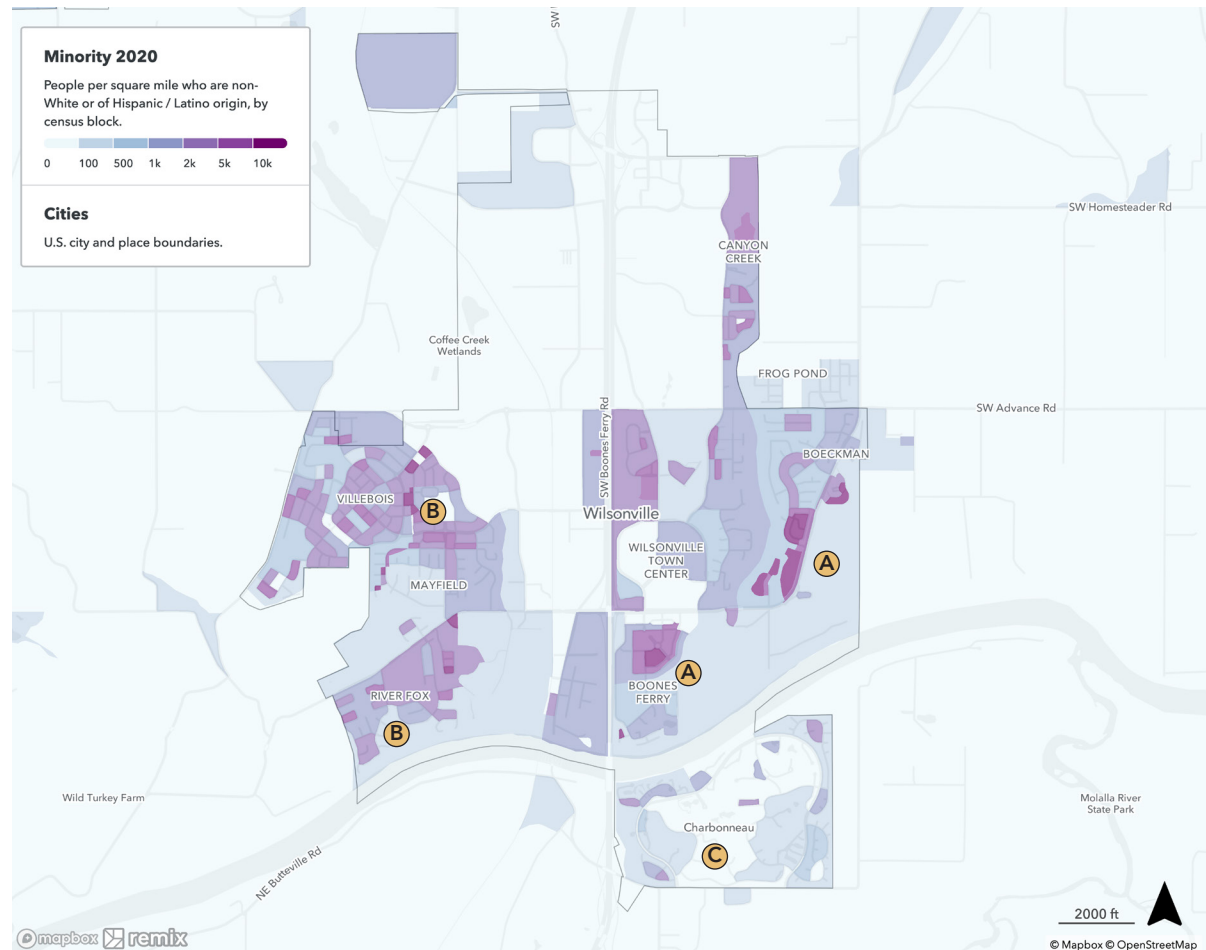 Minority 2020
People per square mile who are non-
White or of Hispanic / Latino origin, by
census block.
0 100 500 1k 2k 5k 10k
Cities
U.S. city and place boundaries.
SW
SW Homesteader Rd
CANYON
CREEK
Coffee Creek
Wetlands
FROG POND
SW Advance Rd
SW Boones Ferry Rd
BOECKMAN
VILLEBOIS
B
Wilsonville
WILSONVILLE
TOWN
CENTER
A
MAYFIELD
A
BOONES
FERRY
RIVER FOX
B
Wild Turkey Farm
Molalla River
State Park
Charbonneau
C
NE Butteville Rd
2000 ft
mapbox remix
© Mapbox © OpenStreetMap